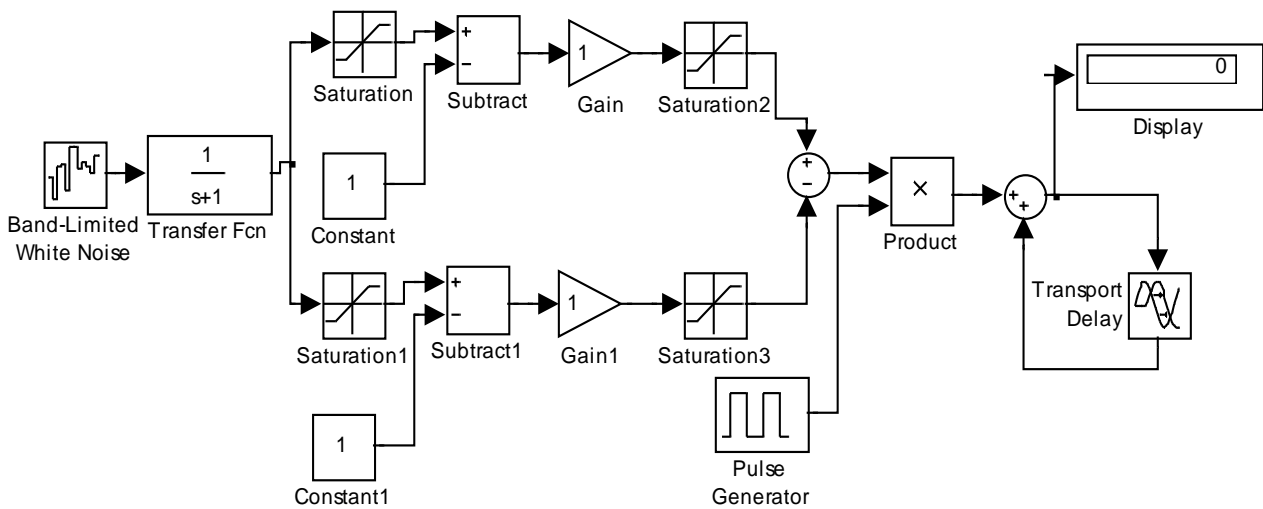 Saturation
+
−
Subtract
1
Gain
Saturation2
0
Display
Band-Limited
White Noise
1
s+1
Transfer Fcn
1
Constant
+
−
×
Product
+
+
Saturation1
+
−
Subtract1
1
Gain1
Saturation3
Transport
Delay
1
Constant1
Pulse
Generator